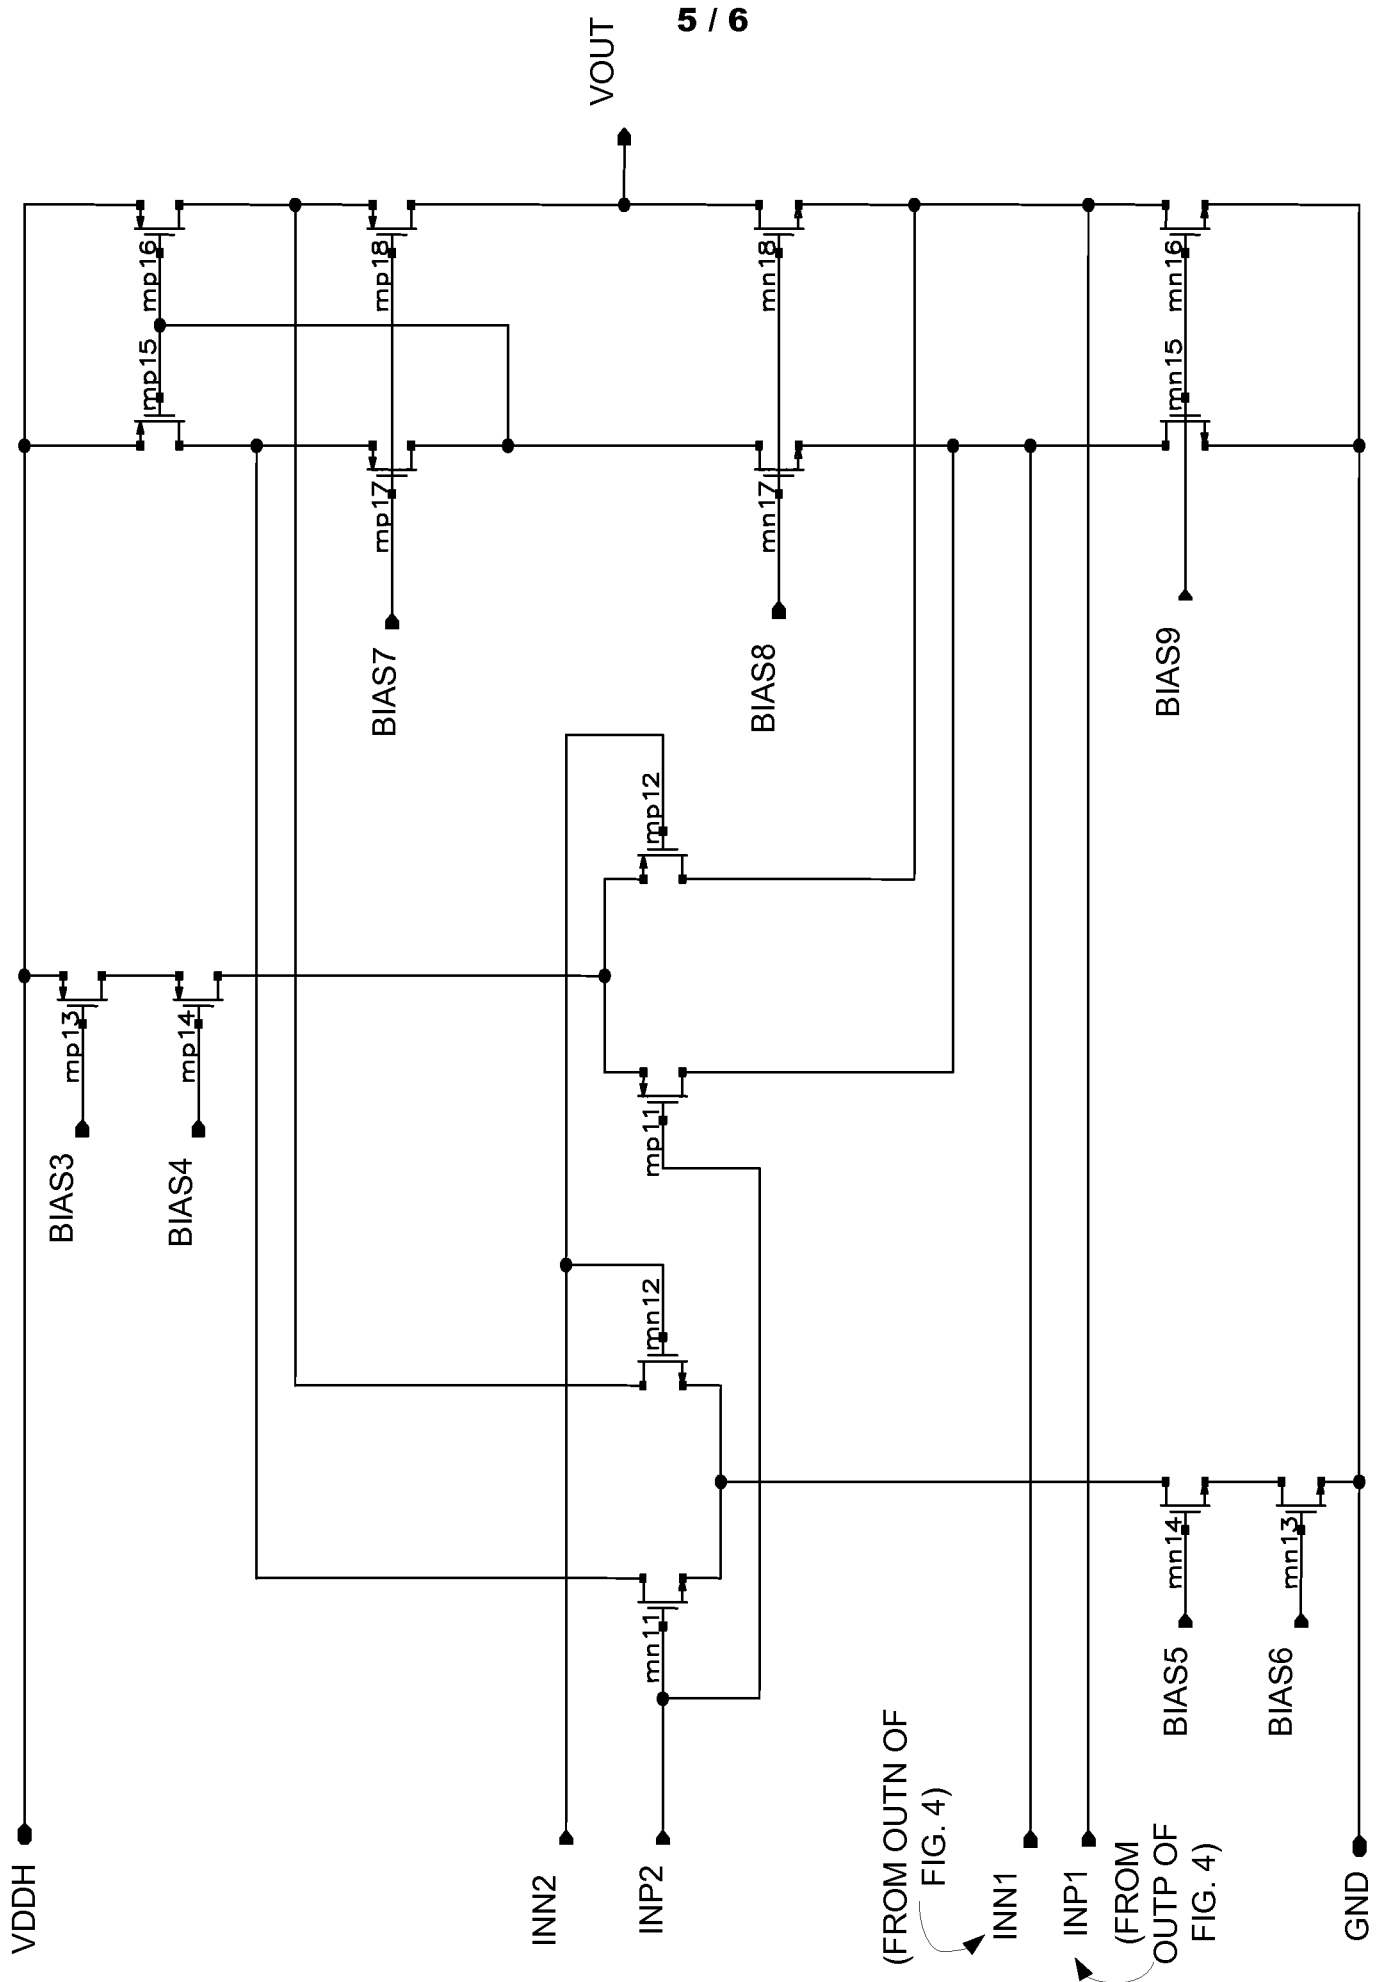 5 / 6
VOUT
mp16
mp18
mn18
mn16
mp15
mn15
mp17
mn17
BIAS7
BIAS8
BIAS9
mp12
mp13
mp14
BIAS3
BIAS4
mp11
mn12
mn14
mn13
mn11
BIAS5
BIAS6
VDDH
INN2
INP2
(FROM OUTN OF
FIG. 4)
INN1
INP1
(FROM
OUTP OF
FIG. 4)
GND